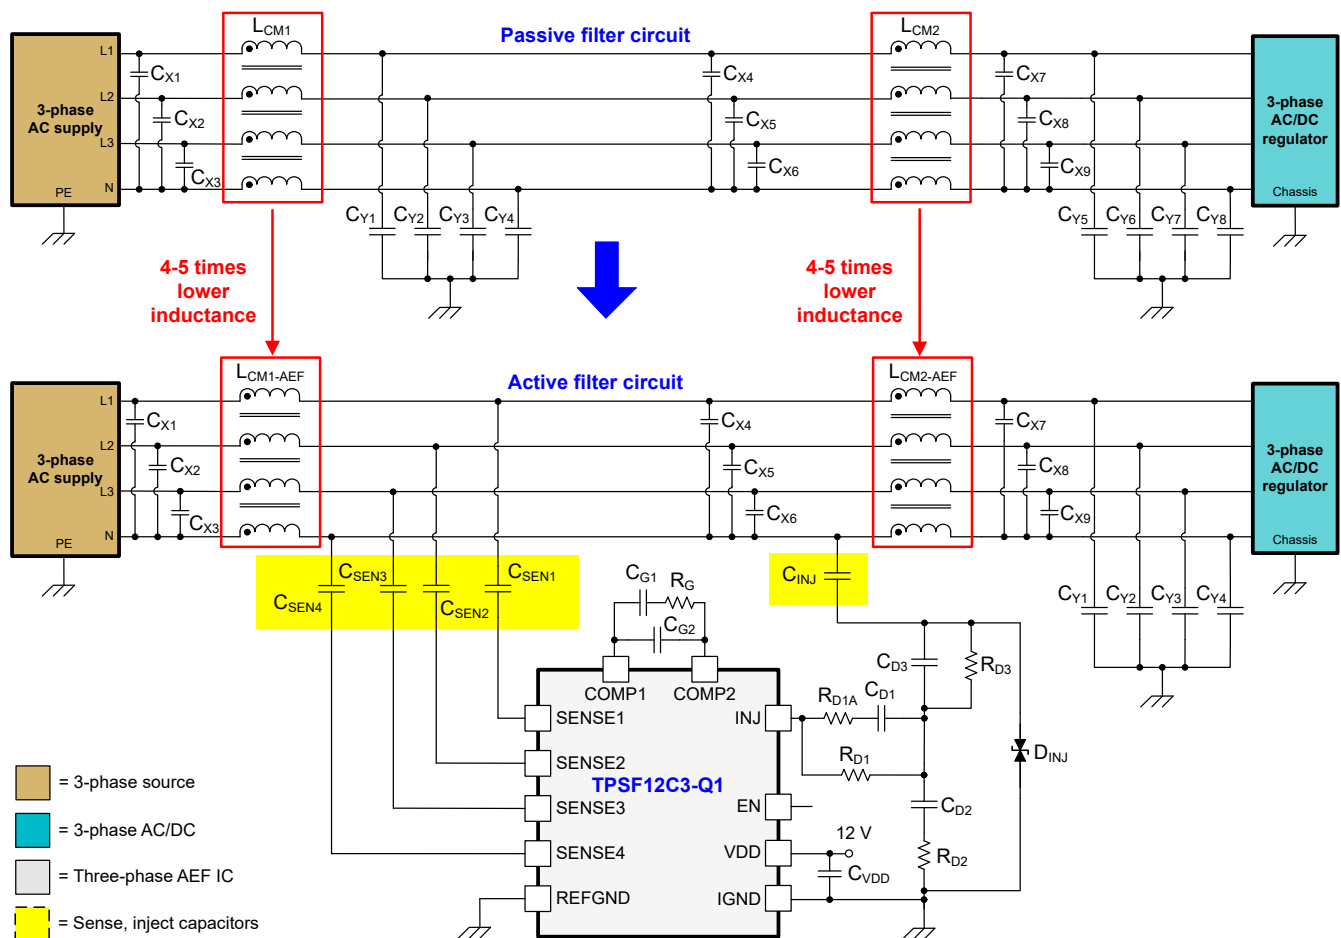 LCM1
Passive filter circuit
LCM2
L1
L2
L3
N
PE
3-phase
AC supply
CX1
CX2
CX3
CX4
CX5
CX6
CX7
CX8
CX9
3-phase
AC/DC
regulator
Chassis
CY1
CY2
CY3
CY4
CY5
CY6
CY7
CY8
4-5 times
lower
inductance
4-5 times
lower
inductance
LCM1-AEF
Active filter circuit
LCM2-AEF
L1
L2
L3
N
PE
3-phase
AC supply
CX1
CX2
CX3
CX4
CX5
CX6
CX7
CX8
CX9
3-phase
AC/DC
regulator
Chassis
CSEN4
CSEN3
CSEN2
CSEN1
CG1
RG
CG2
CINJ
CY1
CY2
CY3
CY4
COMP1
COMP2
SENSE1
SENSE2
SENSE3
SENSE4
REFGND
TPSF12C3-Q1
INJ
EN
VDD
IGND
RD1A
CD1
RD1
CD3
RD3
CD2
RD2
DINJ
12 V
CVDD
= 3-phase source
= 3-phase AC/DC
= Three-phase AEF IC
= Sense, inject capacitors